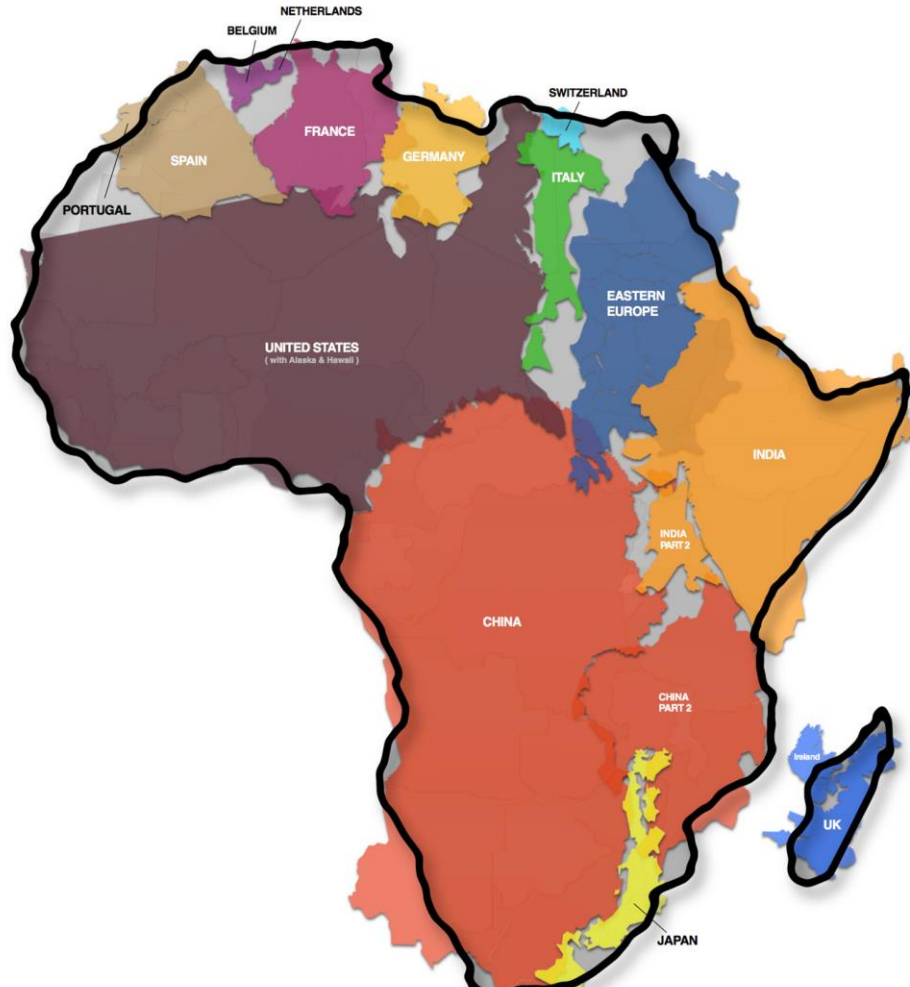 NETHERLANDS
BELGIUM
SWITZERLAND
FRANCE
GERMANY
SPAIN
ITALY
PORTUGAL
EASTERN
EUROPE
UNITED STATES
( with Alaska & Hawaii )
INDIA
INDIA
PART 2
CHINA
CHINA
PART 2
Ireland
UK
JAPAN